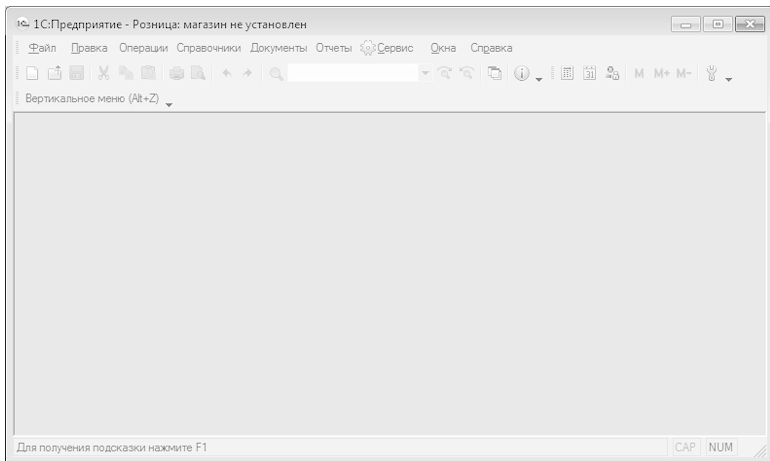 1С:Предприятие - Розница: магазин не установлен
Файл Правка Операции Справочники Документы Отчеты Сервис Окна Справка
31 M M+ M-
Вертикальное меню (Alt+Z)
Для получения подсказки нажмите F1 CAP NUM